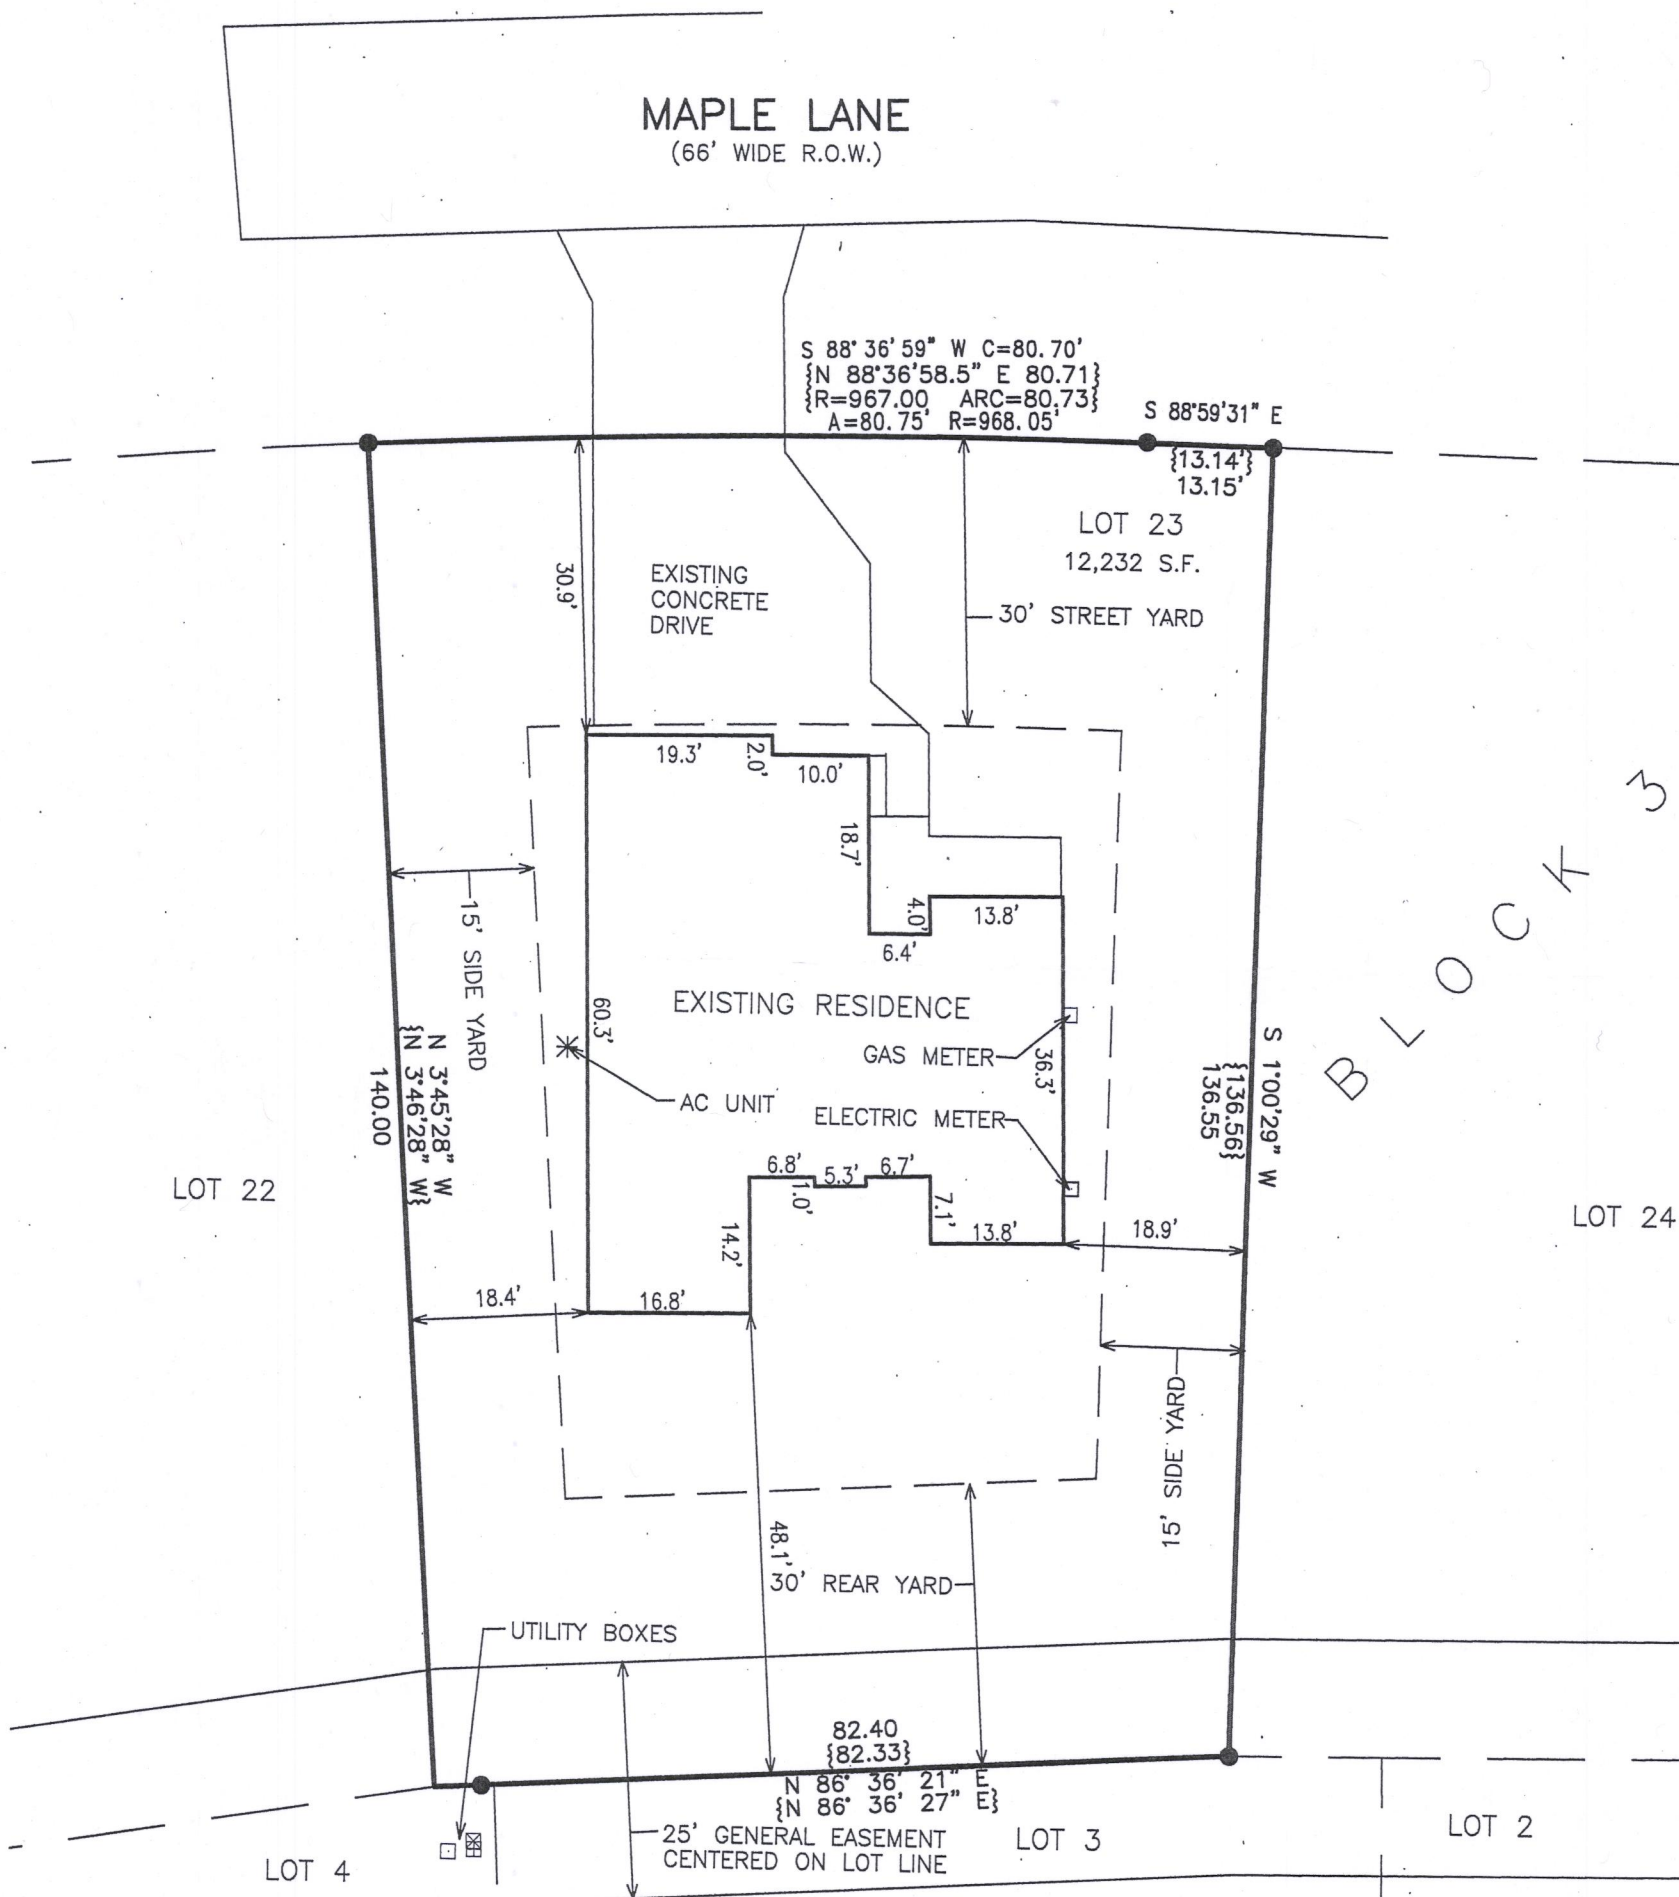 MAPLE LANE
(66' WIDE R.O.W.)
S 88°36'59" W C=80.70'
{N 88°36'58.5" E 80.71}
{R=967.00 ARC=80.73}
A=80.75' R=968.05'
S 88°59'31" E
{13.14'}
13.15'
LOT 23
12,232 S.F.
30' STREET YARD
30.9'
EXISTING
CONCRETE
DRIVE
19.3'
2.0'
10.0'
18.7'
4.0'
13.8'
6.4'
15' SIDE YARD
60.3'
EXISTING RESIDENCE
GAS METER
36.3'
AC UNIT
ELECTRIC METER
N 3°45'28" W
{N 3°46'28" W}
140.00
S 1°00'29" W
{136.56}
136.55
BLOCK 3
LOT 22
LOT 24
6.8'
1.0'
5.3'
6.7'
7.1'
14.2'
13.8'
18.9'
18.4'
16.8'
15' SIDE YARD
48.1'
30' REAR YARD
UTILITY BOXES
82.40
{82.33}
N 86° 36' 21" E
{N 86° 36' 27" E}
25' GENERAL EASEMENT
CENTERED ON LOT LINE
LOT 3
LOT 2
LOT 4